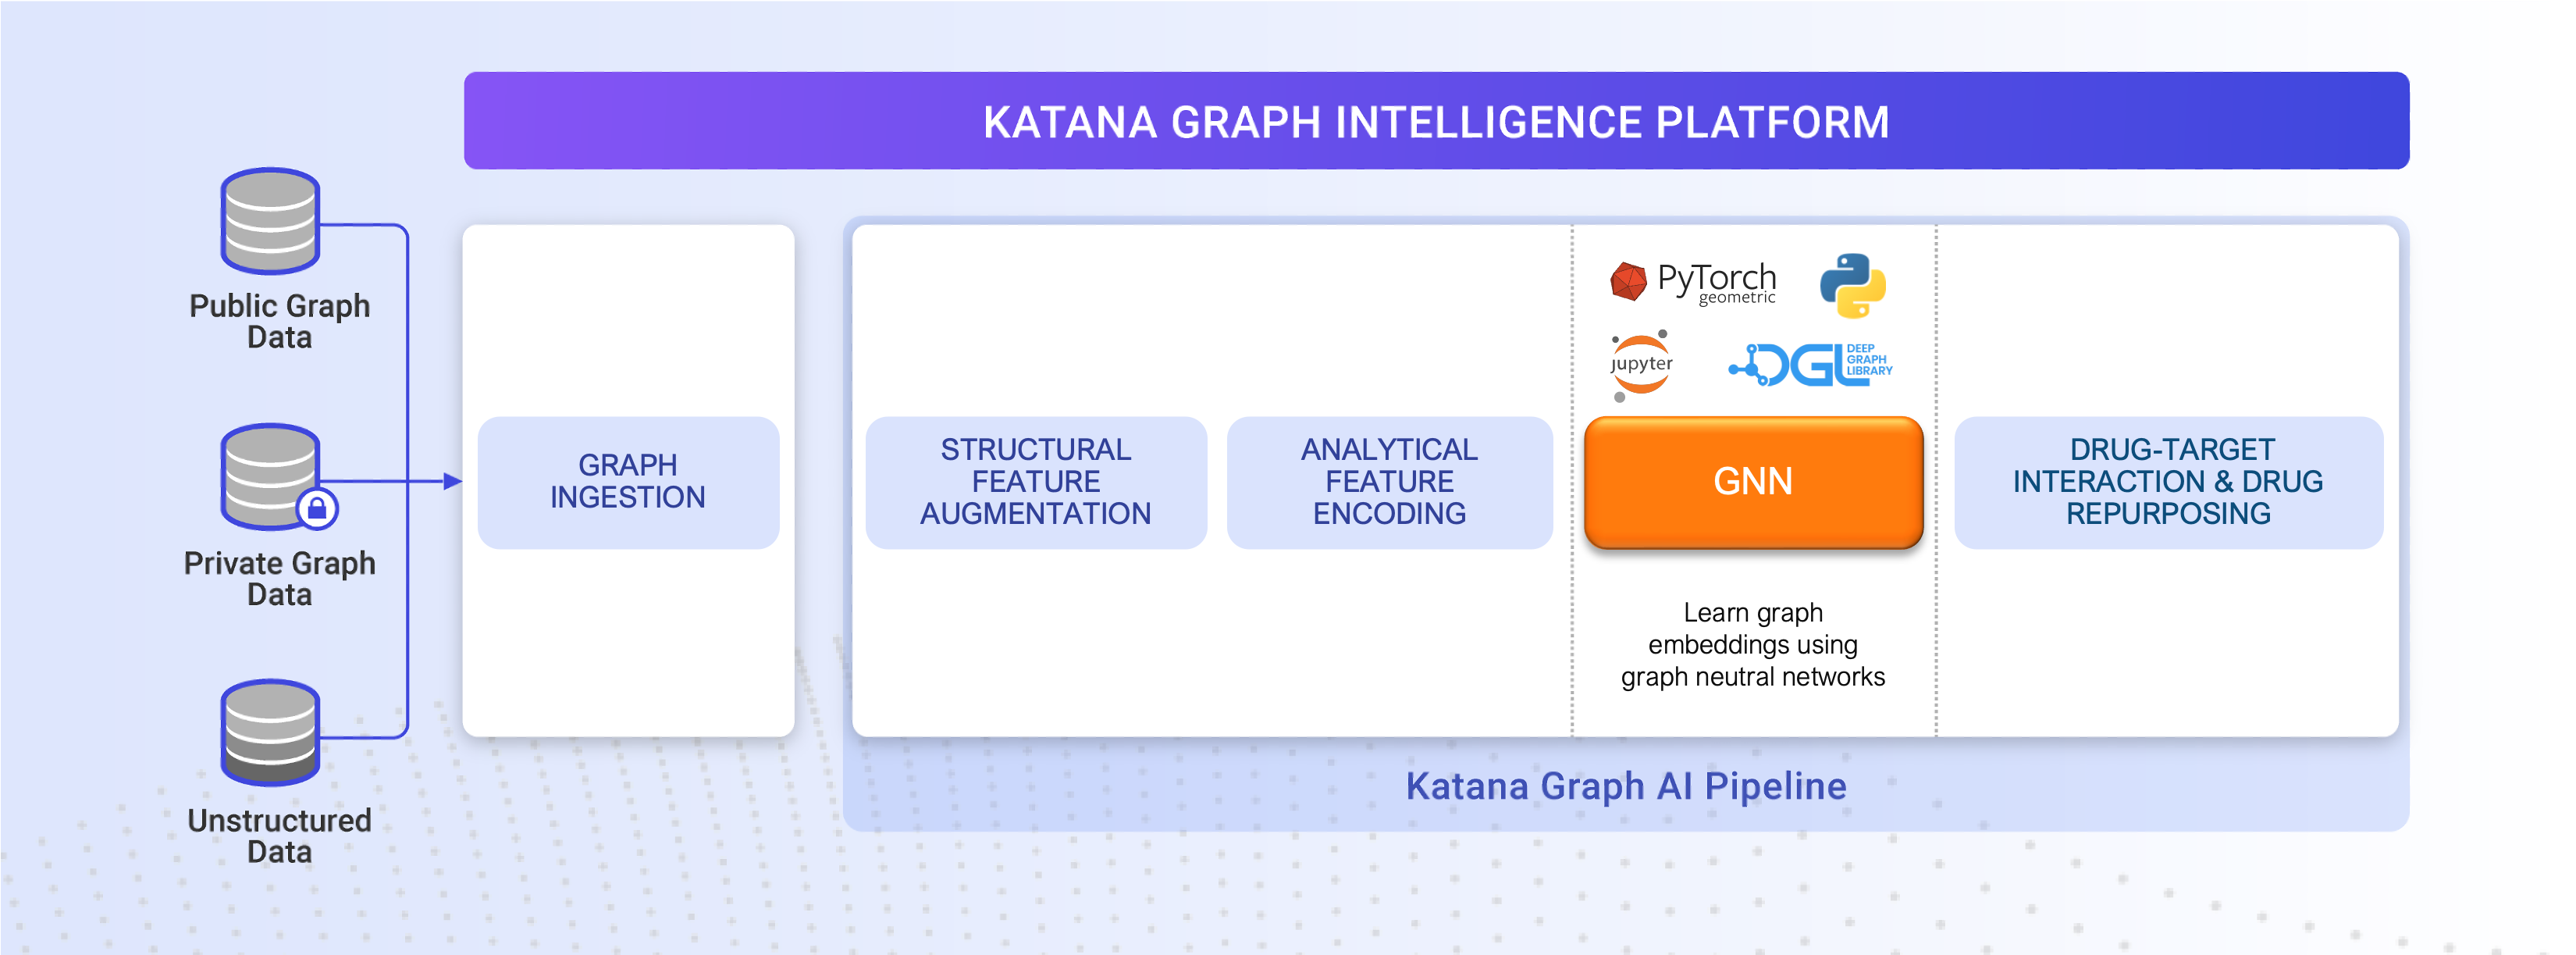 KATANA GRAPH INTELLIGENCE PLATFORM
Public Graph
Data
Private Graph
Data
Unstructured
Data
GRAPH
INGESTION
STRUCTURAL
FEATURE
AUGMENTATION
ANALYTICAL
FEATURE
ENCODING
PyTorch
geometric
jupyter
DGL
DEEP
GRAPH
LIBRARY
GNN
Learn graph
embeddings using
graph neutral networks
DRUG-TARGET
INTERACTION & DRUG
REPURPOSING
Katana Graph AI Pipeline